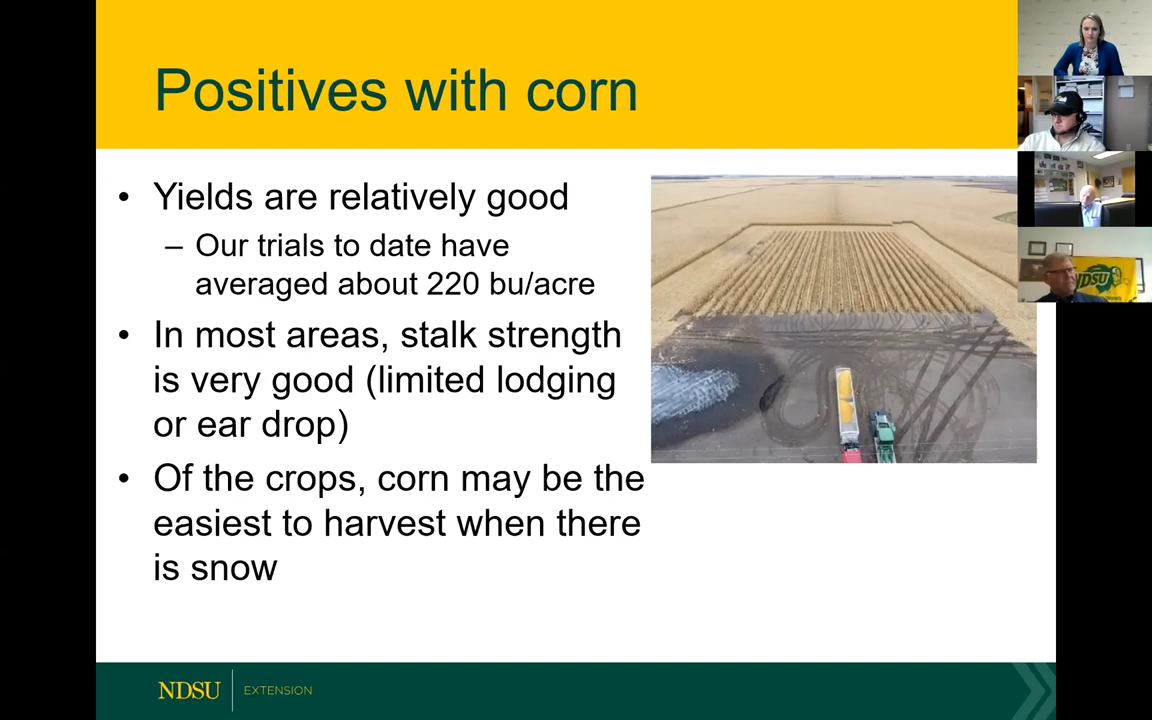 Positives with corn
• Yields are relatively good
– Our trials to date have
averaged about 220 bu/acre
• In most areas, stalk strength
is very good (limited lodging
or ear drop)
• Of the crops, corn may be the
easiest to harvest when there
is snow
NDSU
NDSU EXTENSION